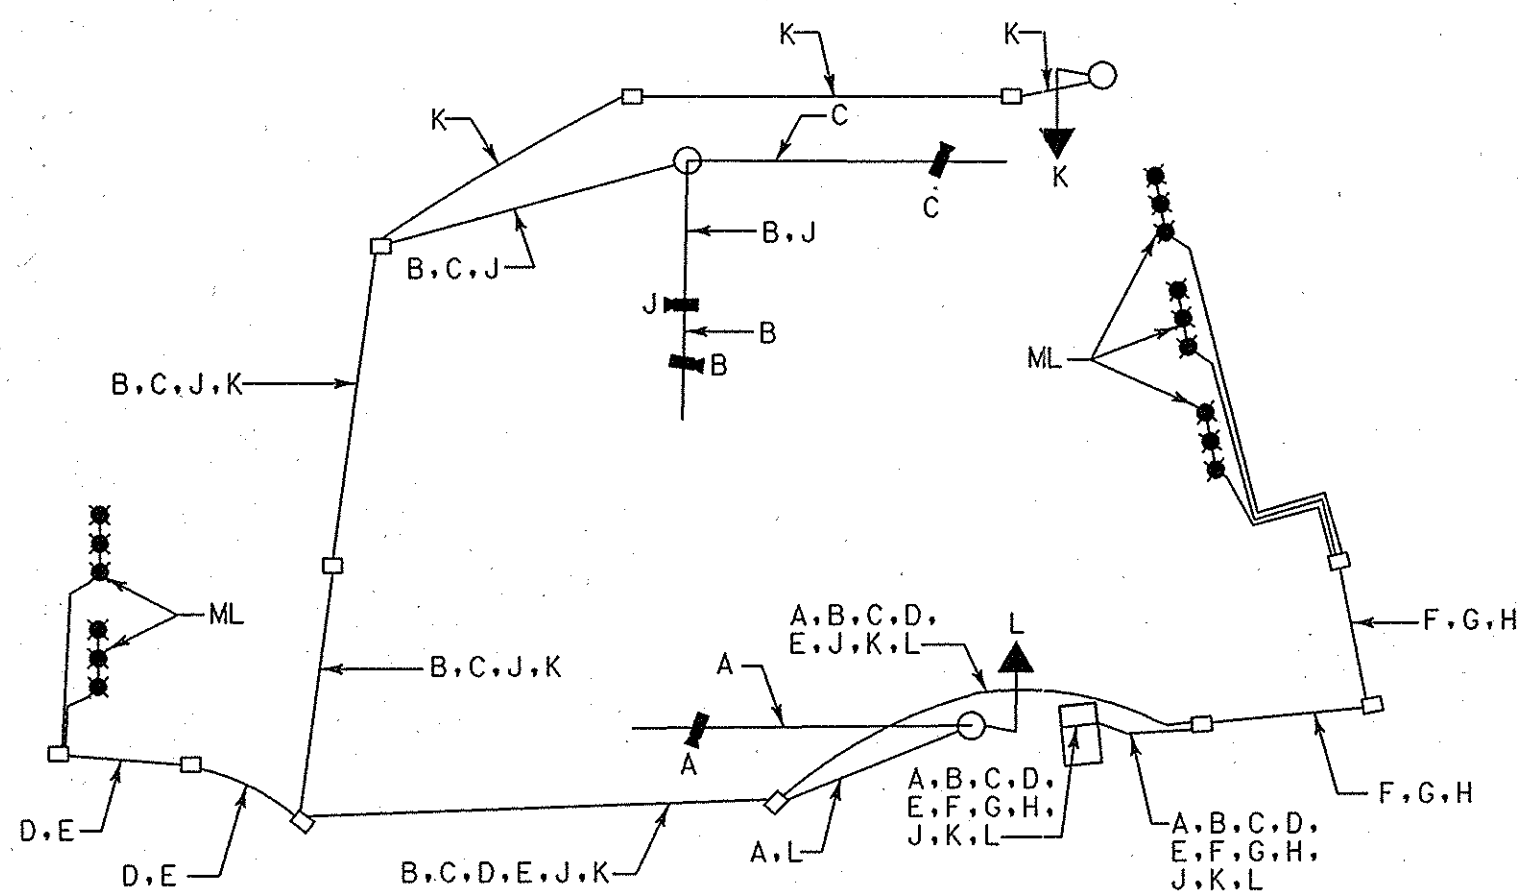 K
K
K
C
K
C
B,J
B,C,J
J
B
B
ML
B,C,J,K
ML
A,B,C,D,
E,J,K,L
L
F,G,H
A
B,C,J,K
A
A,B,C,D,
E,F,G,H,
J,K,L
F,G,H
D,E
A,B,C,D,
E,F,G,H,
J,K,L
A,L
D,E
B,C,D,E,J,K